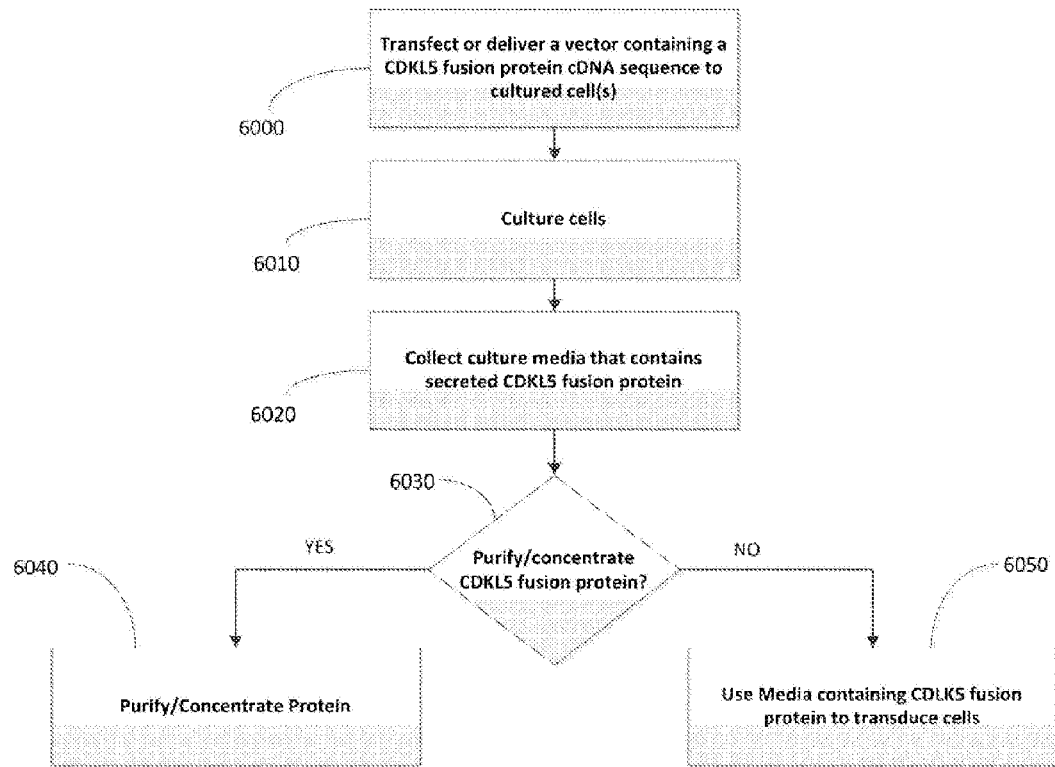 Transfect or deliver a vector containing a
CDKL5 fusion protein cDNA sequence to
cultured cell(s)
6000
Culture cells
6010
Collect culture media that contains
secreted CDKL5 fusion protein
6020
6030
Purify/concentrate
CDKL5 fusion protein?
YES
NO
6040
6050
Purify/Concentrate Protein
Use Media containing CDLK5 fusion
protein to transduce cells